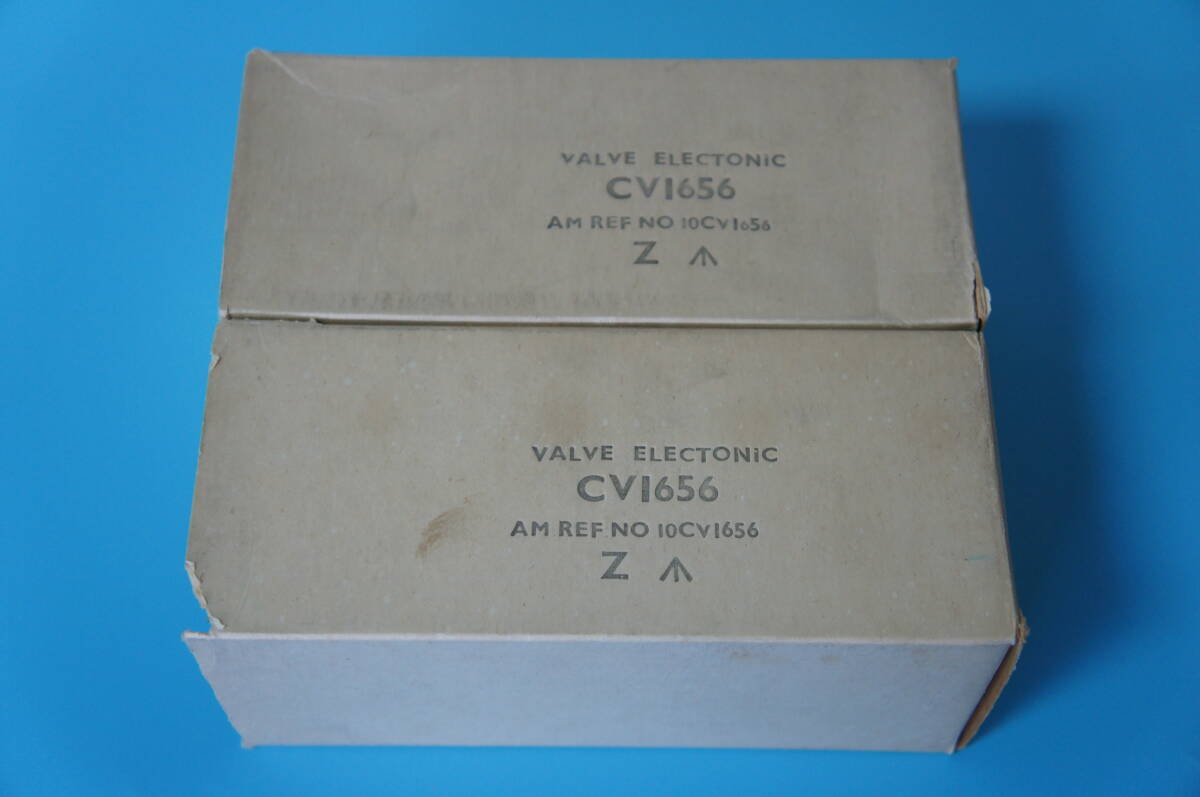 VALVE ELECTONiC
CV1656
AM REF NO 10CV1656
Z
VALVE ELECTONiC
CV1656
AM REF NO 10CV1656
Z